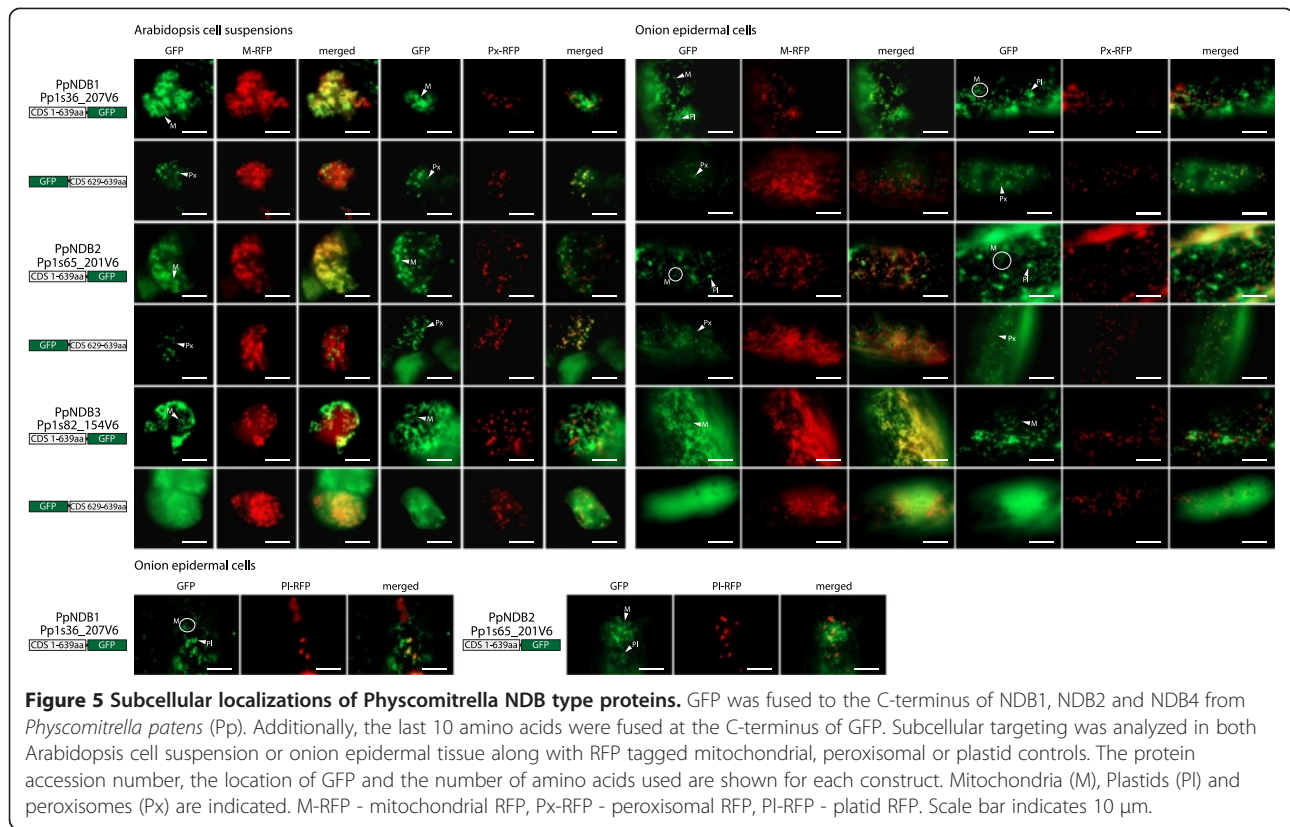 Arabidopsis cell suspensions
Onion epidermal cells
GFP M-RFP merged GFP Px-RFP merged GFP M-RFP merged GFP Px-RFP merged
PpNDB1
Pp1s36_207V6
CDS 1-639aa GFP
M
M
M
Pl
M
Pl
GFP CDS 629-639aa
Px
Px
Px
Px
PpNDB2
Pp1s65_201V6
CDS 1-639aa GFP
M
M
M
Pl
M
Pl
GFP CDS 629-639aa
Px
Px
Px
Px
PpNDB3
Pp1s82_154V6
CDS 1-639aa GFP
M
M
M
M
GFP CDS 629-639aa
Onion epidermal cells
GFP Pl-RFP merged
GFP Pl-RFP merged
PpNDB1
Pp1s36_207V6
CDS 1-639aa GFP
M
Pl
PpNDB2
Pp1s65_201V6
CDS 1-639aa GFP
M
Pl
Figure 5 Subcellular localizations of Physcomitrella NDB type proteins. GFP was fused to the C-terminus of NDB1, NDB2 and NDB4 from
Physcomitrella patens (Pp). Additionally, the last 10 amino acids were fused at the C-terminus of GFP. Subcellular targeting was analyzed in both
Arabidopsis cell suspension or onion epidermal tissue along with RFP tagged mitochondrial, peroxisomal or plastid controls. The protein
accession number, the location of GFP and the number of amino acids used are shown for each construct. Mitochondria (M), Plastids (Pl) and
peroxisomes (Px) are indicated. M-RFP - mitochondrial RFP, Px-RFP - peroxisomal RFP, Pl-RFP - platid RFP. Scale bar indicates 10 μm.